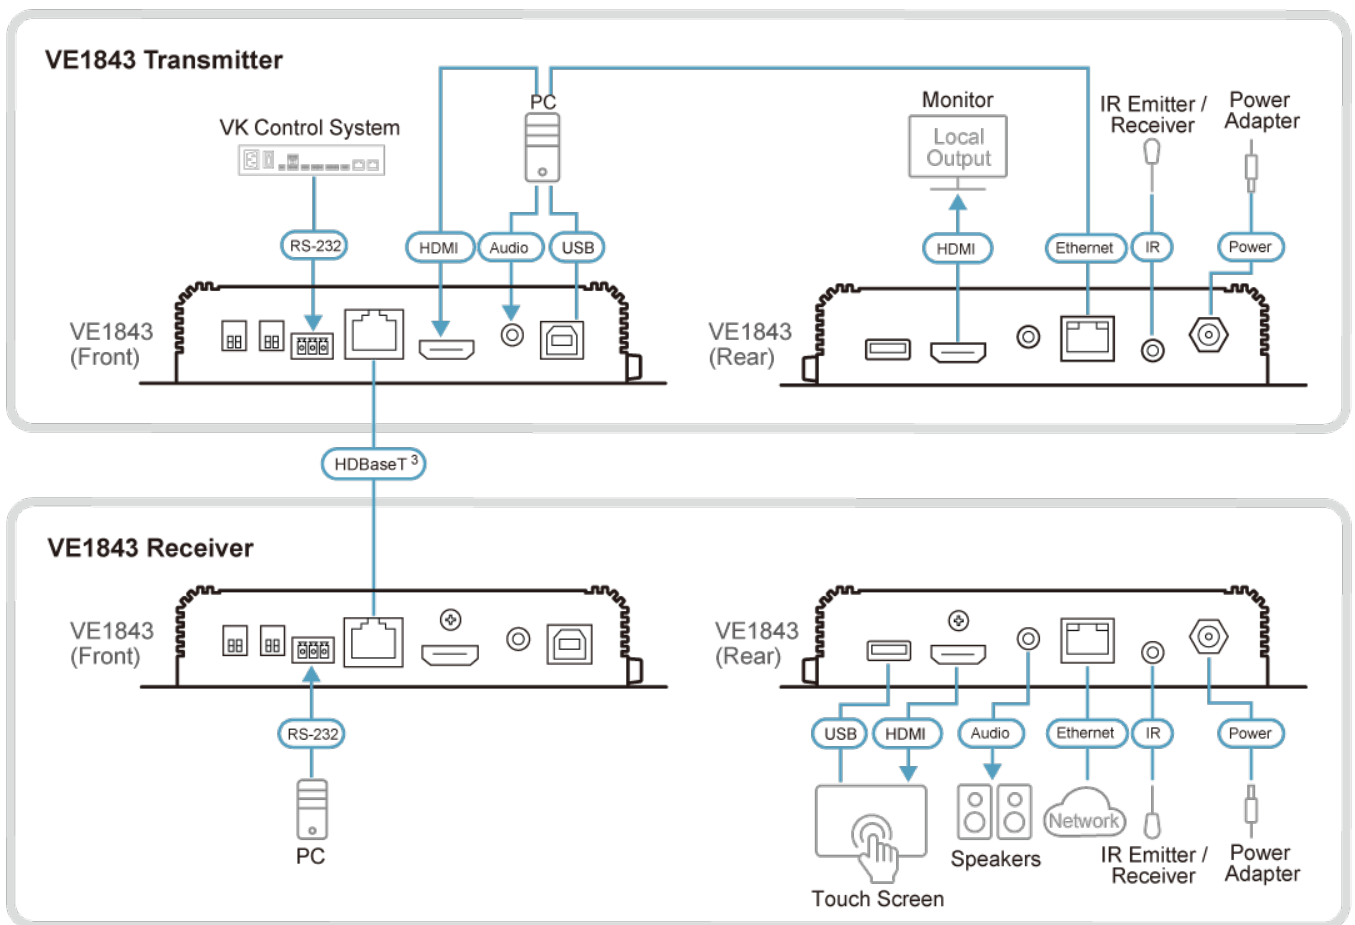 VE1843 Transmitter
PC
Monitor
IR Emitter /
Receiver
Power
Adapter
VK Control System
Local
Output
RS-232
HDMI
Audio
USB
HDMI
Ethernet
IR
Power
VE1843
(Front)
VE1843
(Rear)
HDBaseT 3
VE1843 Receiver
VE1843
(Front)
VE1843
(Rear)
RS-232
USB
HDMI
Audio
Ethernet
IR
Power
Network
PC
Speakers
IR Emitter /
Receiver
Power
Adapter
Touch Screen